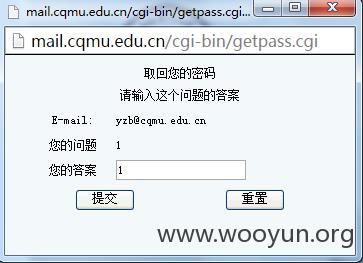 mail.cqmu.edu.cn/cgi-bin/getpass.cgi...
mail.cqmu.edu.cn/cgi-bin/getpass.cgi
取回您的密码
请输入这个问题的答案
E-mail: yzb@cqmu.edu.cn
您的问题 1
您的答案 1
提交 重置
www.wooyun.org